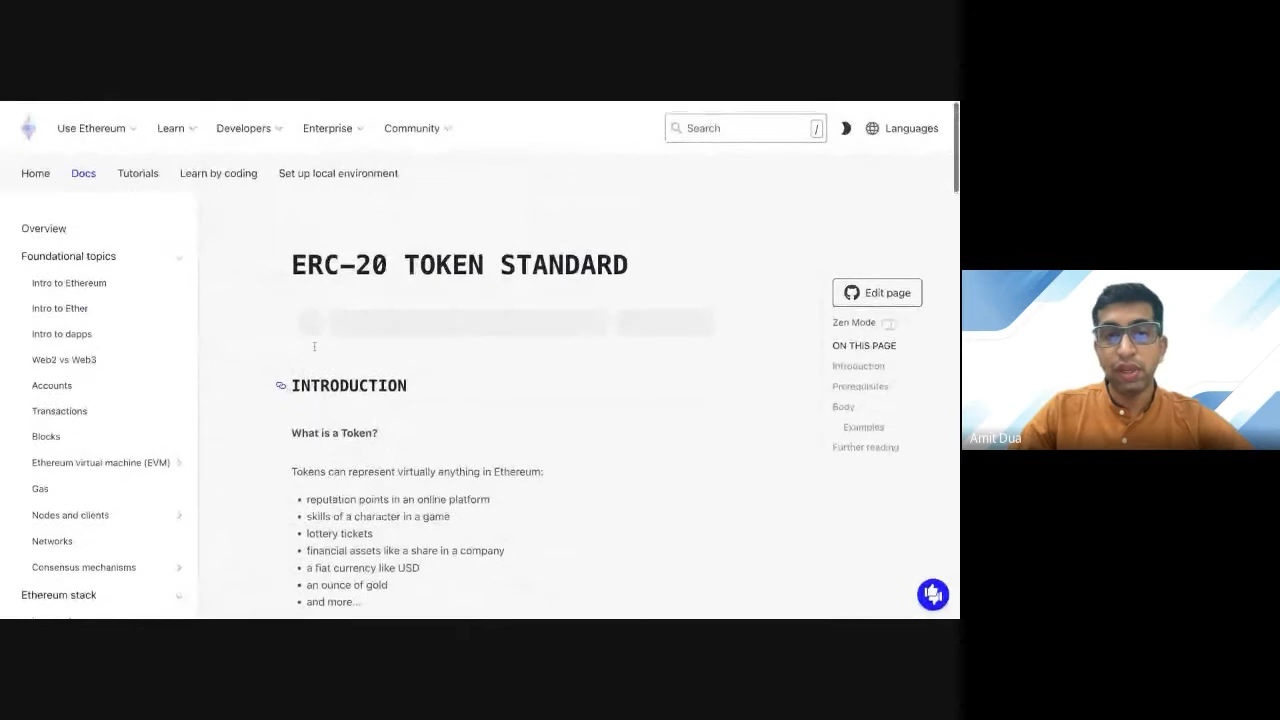 Use Ethereum Learn Developers Enterprise Community Search / Languages
Home Docs Tutorials Learn by coding Set up local environment
Overview
Foundational topics
Intro to Ethereum
Intro to Ether
Intro to dapps
Web2 vs Web3
Accounts
Transactions
Blocks
Ethereum virtual machine (EVM)
Gas
Nodes and clients
Networks
Consensus mechanisms
Ethereum stack
ERC-20 TOKEN STANDARD
INTRODUCTION
What is a Token?
Tokens can represent virtually anything in Ethereum:
• reputation points in an online platform
• skills of a character in a game
• lottery tickets
• financial assets like a share in a company
• a fiat currency like USD
• an ounce of gold
• and more...
Edit page
Zen Mode
ON THIS PAGE
Introduction
Prerequisites
Body
Examples
Further reading
Amit Dua